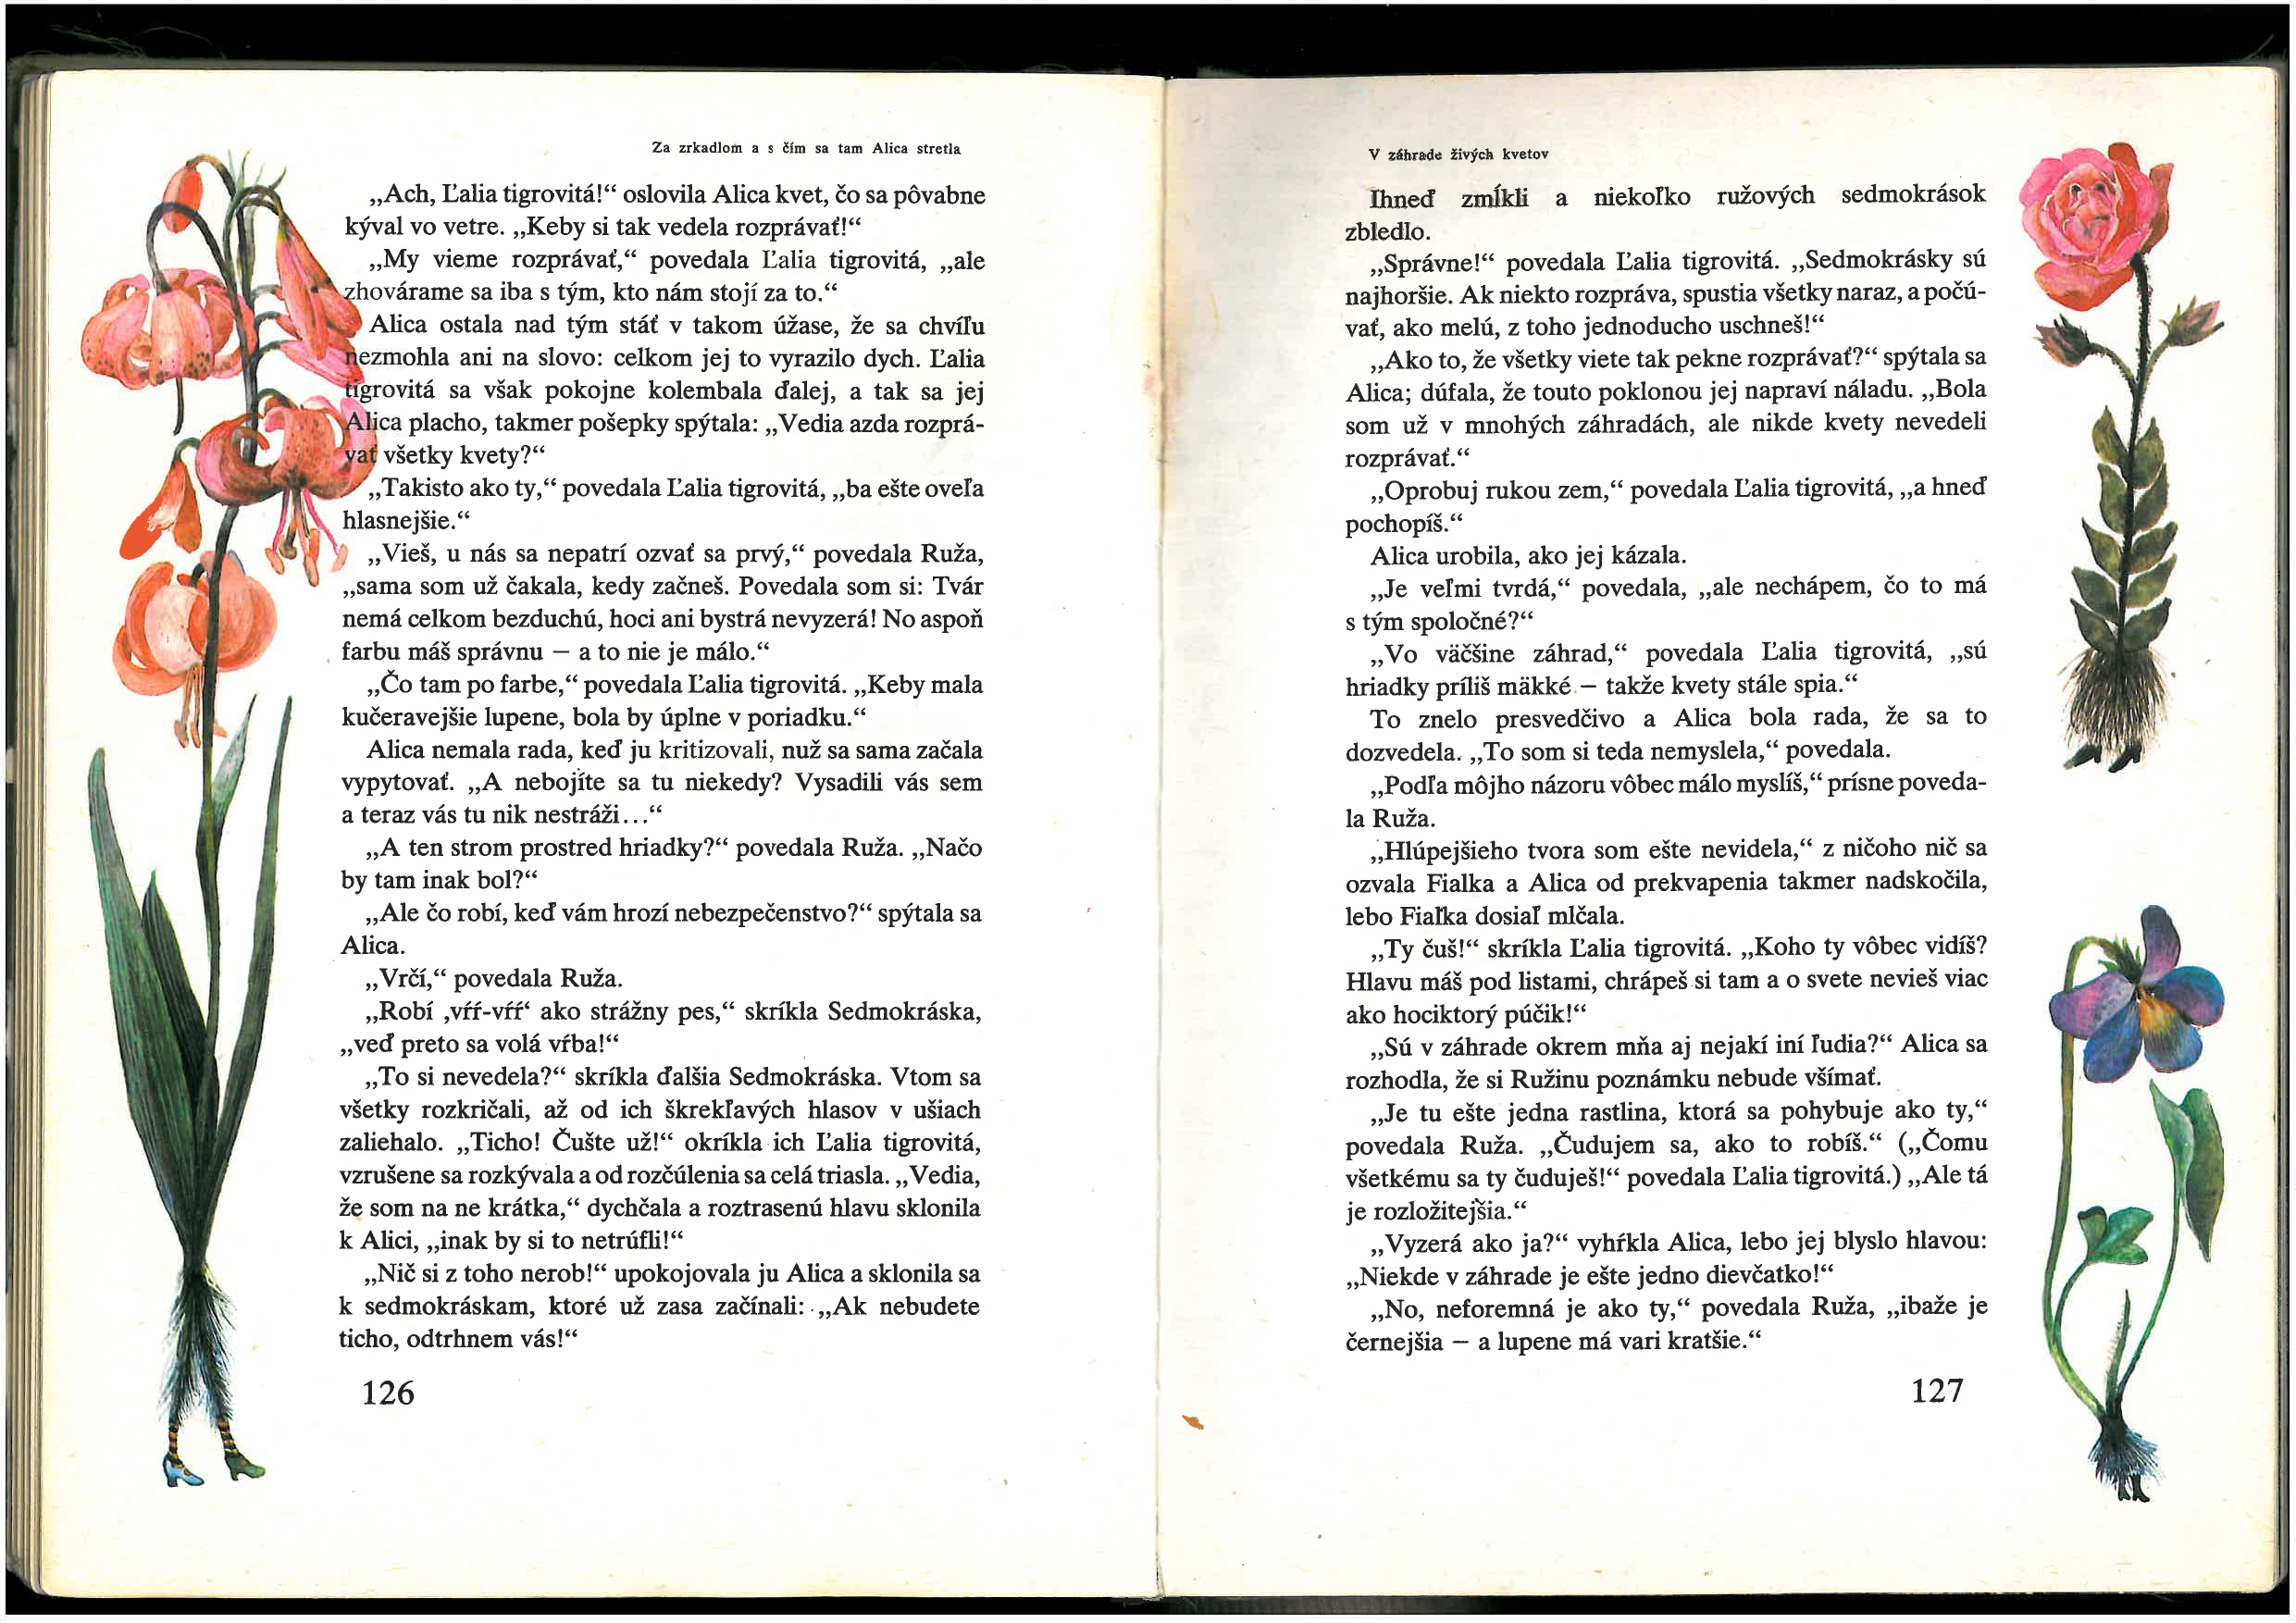 Za zrkadlom a s čím sa tam Alica stretla
„Ach, Ľalia tigrovitá!“ oslovila Alica kvet, čo sa pôvabne
kýval vo vetre. „Keby si tak vedela rozprávať!“
„My vieme rozprávať,“ povedala Ľalia tigrovitá, „ale
zhovárame sa iba s tým, kto nám stojí za to.“
Alica ostala nad tým stáť v takom úžase, že sa chvíľu
nezmohla ani na slovo: celkom jej to vyrazilo dych. Ľalia
tigrovitá sa však pokojne kolembala ďalej, a tak sa jej
Alica placho, takmer pošepky spýtala: „Vedia azda rozprá-
vať všetky kvety?“
„Takisto ako ty,“ povedala Ľalia tigrovitá, „ba ešte oveľa
hlasnejšie.“
„Vieš, u nás sa nepatrí ozvať sa prvý,“ povedala Ruža,
„sama som už čakala, kedy začneš. Povedala som si: Tvár
nemá celkom bezduchú, hoci ani bystrá nevyzerá! No aspoň
farbu máš správnu — a to nie je málo.“
„Čo tam po farbe,“ povedala Ľalia tigrovitá. „Keby mala
kučeravejšie lupene, bola by úplne v poriadku.“
Alica nemala rada, keď ju kritizovali, nuž sa sama začala
vypytovať. „A nebojíte sa tu niekedy? Vysadili vás sem
a teraz vás tu nik nestráži...“
„A ten strom prostred hriadky?“ povedala Ruža. „Načo
by tam inak bol?“
„Ale čo robí, keď vám hrozí nebezpečenstvo?“ spýtala sa
Alica.
„Vrčí,“ povedala Ruža.
„Robí ‚vŕŕ-vŕŕ‘ ako strážny pes,“ skríkla Sedmokráska,
„veď preto sa volá vŕba!“
„To si nevedela?“ skríkla ďalšia Sedmokráska. Vtom sa
všetky rozkričali, až od ich škrekľavých hlasov v ušiach
zaliehalo. „Ticho! Čušte už!“ okríkla ich Ľalia tigrovitá,
vzrušene sa rozkývala a od rozčúlenia sa celá triasla. „Vedia,
že som na ne krátka,“ dychčala a roztrasenú hlavu sklonila
k Alici, „inak by si to netrúfli!“
„Nič si z toho nerob!“ upokojovala ju Alica a sklonila sa
k sedmokráskam, ktoré už zasa začínali: „Ak nebudete
ticho, odtrhnem vás!“
126
V záhrade živých kvetov
Ihneď zmĺkli a niekoľko ružových sedmokrások
zbledlo.
„Správne!“ povedala Ľalia tigrovitá. „Sedmokrásky sú
najhoršie. Ak niekto rozpráva, spustia všetky naraz, a počú-
vať, ako melú, z toho jednoducho uschneš!“
„Ako to, že všetky viete tak pekne rozprávať?“ spýtala sa
Alica; dúfala, že touto poklonou jej napraví náladu. „Bola
som už v mnohých záhradách, ale nikde kvety nevedeli
rozprávať.“
„Oprobuj rukou zem,“ povedala Ľalia tigrovitá, „a hneď
pochopíš.“
Alica urobila, ako jej kázala.
„Je veľmi tvrdá,“ povedala, „ale nechápem, čo to má
s tým spoločné?“
„Vo väčšine záhrad,“ povedala Ľalia tigrovitá, „sú
hriadky príliš mäkké — takže kvety stále spia.“
To znelo presvedčivo a Alica bola rada, že sa to
dozvedela. „To som si teda nemyslela,“ povedala.
„Podľa môjho názoru vôbec málo myslíš,“ prísne poveda-
la Ruža.
„Hlúpejšieho tvora som ešte nevidela,“ z ničoho nič sa
ozvala Fialka a Alica od prekvapenia takmer nadskočila,
lebo Fiaľka dosiaľ mlčala.
„Ty čuš!“ skríkla Ľalia tigrovitá. „Koho ty vôbec vidíš?
Hlavu máš pod listami, chrápeš si tam a o svete nevieš viac
ako hociktorý púčik!“
„Sú v záhrade okrem mňa aj nejakí iní ľudia?“ Alica sa
rozhodla, že si Ružinu poznámku nebude všímať.
„Je tu ešte jedna rastlina, ktorá sa pohybuje ako ty,“
povedala Ruža. „Čudujem sa, ako to robíš.“ („Čomu
všetkému sa ty čuduješ!“ povedala Ľalia tigrovitá.) „Ale tá
je rozložitejšia.“
„Vyzerá ako ja?“ vyhŕkla Alica, lebo jej blyslo hlavou:
„Niekde v záhrade je ešte jedno dievčatko!“
„No, neforemná je ako ty,“ povedala Ruža, „ibaže je
černejšia — a lupene má vari kratšie.“
127